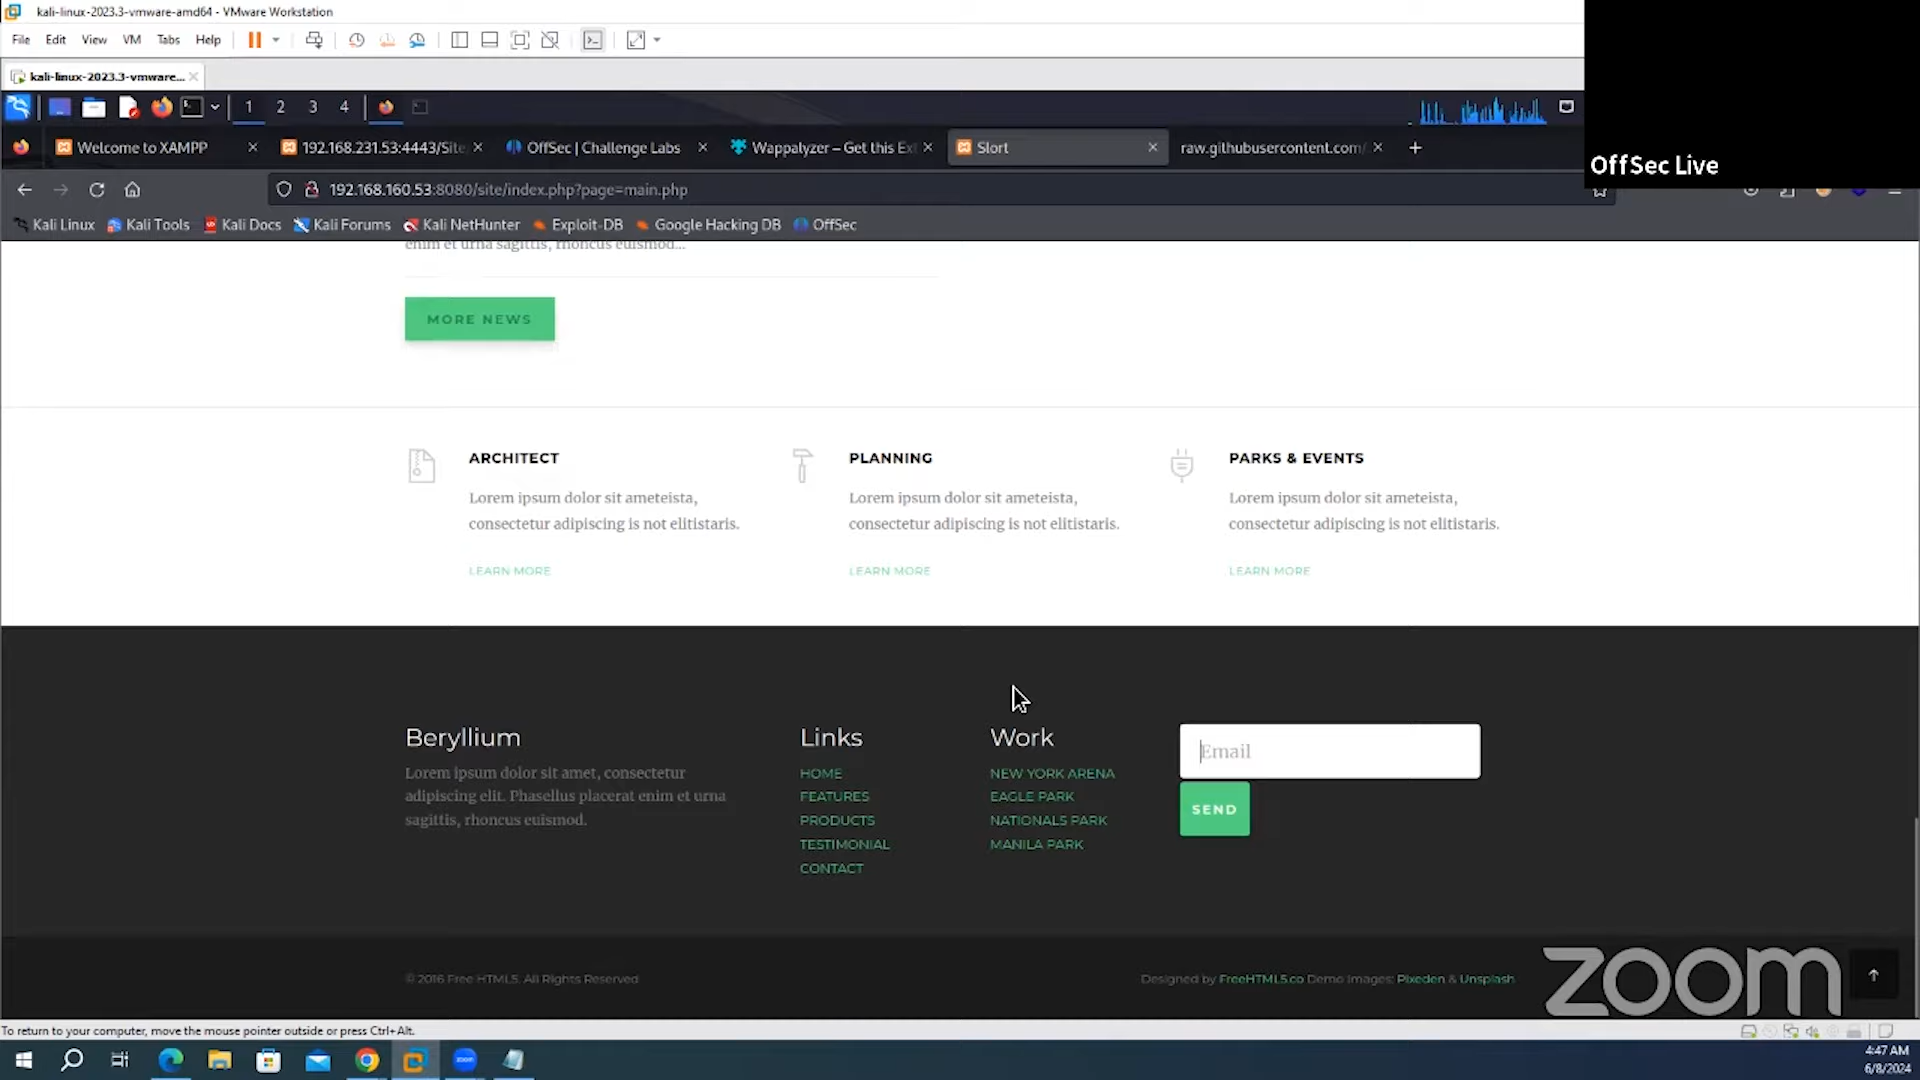 kali-linux-2023.3-vmware-amd64 - VMware Workstation
File Edit View VM Tabs Help
kali-linux-2023.3-vmware...
1 2 3 4
Welcome to XAMPP
192.168.231.53:4443/Site
OffSec | Challenge Labs
Wappalyzer – Get this Ex
Slort
raw.githubusercontent.com/
OffSec Live
192.168.160.53:8080/site/index.php?page=main.php
Kali Linux Kali Tools Kali Docs Kali Forums Kali NetHunter Exploit-DB Google Hacking DB OffSec
enim et urna sagittis, rhoncus euismod...
MORE NEWS
ARCHITECT
Lorem ipsum dolor sit ameteista,
consectetur adipiscing is not elitistaris.
LEARN MORE
PLANNING
Lorem ipsum dolor sit ameteista,
consectetur adipiscing is not elitistaris.
LEARN MORE
PARKS & EVENTS
Lorem ipsum dolor sit ameteista,
consectetur adipiscing is not elitistaris.
LEARN MORE
Beryllium
Lorem ipsum dolor sit amet, consectetur
adipiscing elit. Phasellus placerat enim et urna
sagittis, rhoncus euismod.
Links
HOME
FEATURES
PRODUCTS
TESTIMONIAL
CONTACT
Work
NEW YORK ARENA
EAGLE PARK
NATIONALS PARK
MANILA PARK
Email
SEND
© 2016 Free HTML5. All Rights Reserved
Designed by FreeHTML5.co Demo Images: Pixeden & Unsplash
zoom
To return to your computer, move the mouse pointer outside or press Ctrl+Alt.
zoom
4:47 AM
6/8/2024